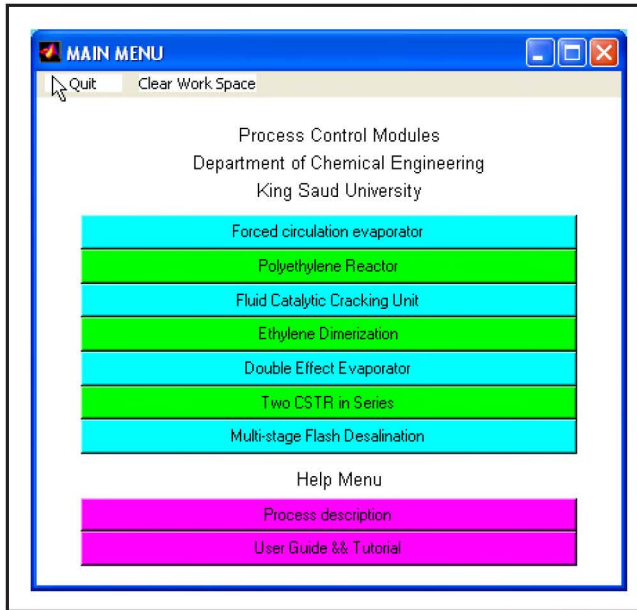 MAIN MENU
Quit Clear Work Space
Process Control Modules
Department of Chemical Engineering
King Saud University
Forced circulation evaporator
Polyethylene Reactor
Fluid Catalytic Cracking Unit
Ethylene Dimerization
Double Effect Evaporator
Two CSTR in Series
Multi-stage Flash Desalination
Help Menu
Process description
User Guide && Tutorial